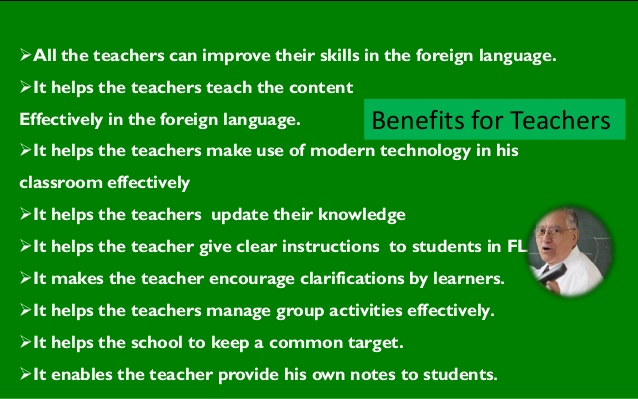 ➢All the teachers can improve their skills in the foreign language.
➢It helps the teachers teach the content
Effectively in the foreign language.
Benefits for Teachers
➢It helps the teachers make use of modern technology in his
classroom effectively
➢It helps the teachers  update their knowledge
➢It helps the teacher give clear instructions  to students in FL
➢It makes the teacher encourage clarifications by learners.
➢It helps the teachers manage group activities effectively.
➢It helps the school to keep a common target.
➢It enables the teacher provide his own notes to students.